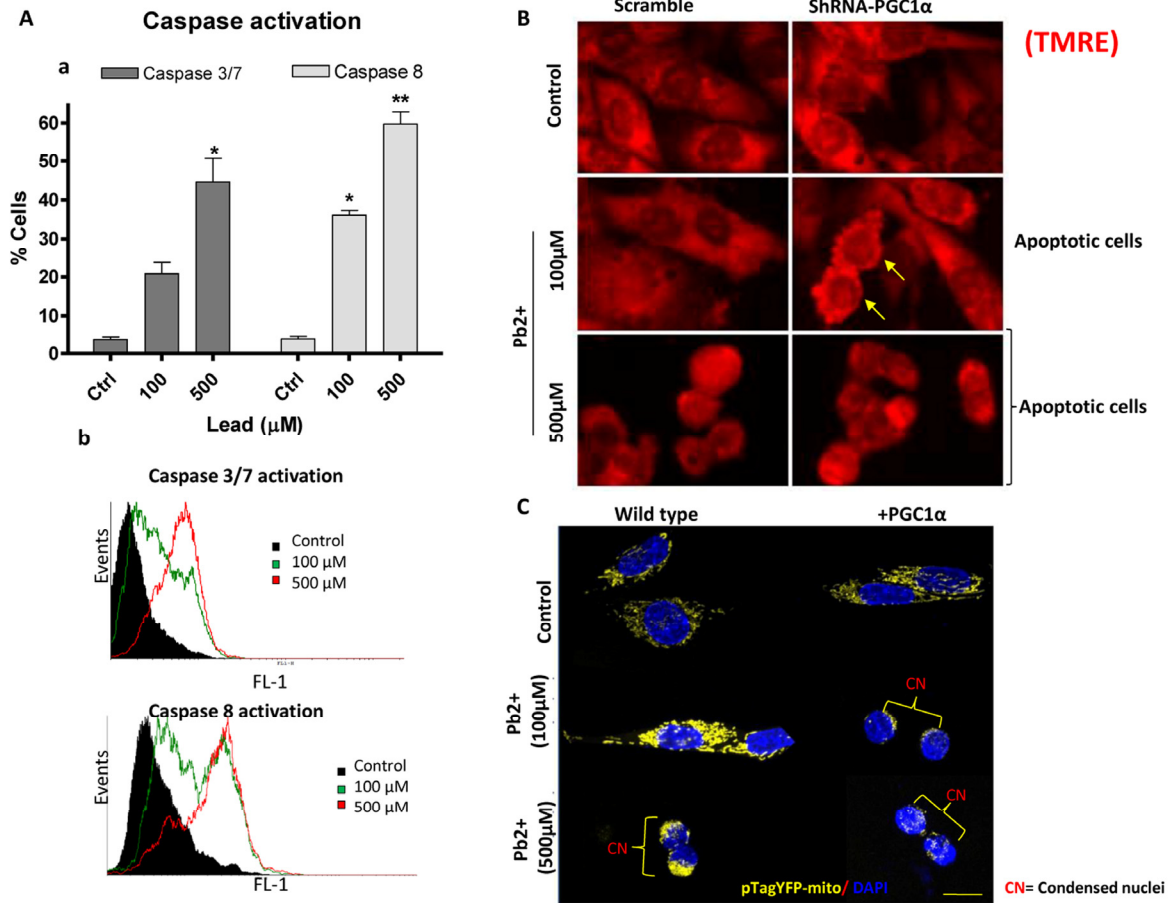 A
Caspase activation
a
Caspase 3/7
Caspase 8
% Cells
60
50
40
30
20
10
0
*
*
**
Ctrl
100
500
Ctrl
100
500
Lead (µM)
b
Caspase 3/7 activation
Events
Control
100 µM
500 µM
FL1-H
FL-1
Caspase 8 activation
Events
Control
100 µM
500 µM
FL-1
B
Scramble
ShRNA-PGC1α
(TMRE)
Control
Pb2+
100µM
500µM
Apoptotic cells
Apoptotic cells
C
Wild type
+PGC1α
Control
Pb2+
(100µM)
CN
Pb2+
(500µM)
CN
CN
pTagYFP-mito/ DAPI
CN= Condensed nuclei